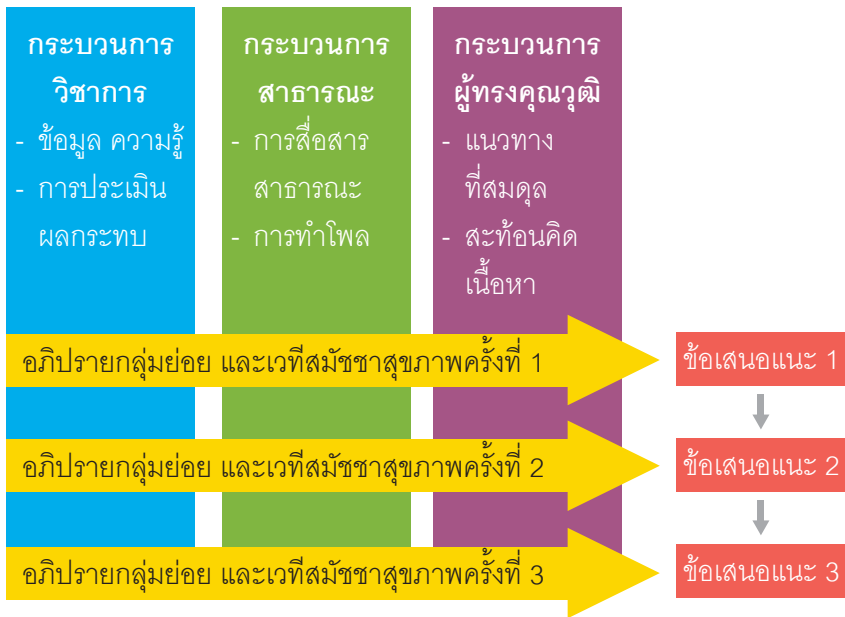 กระบวนการ
วิชาการ
- ข้อมูล ความรู้
- การประเมิน
ผลกระทบ
กระบวนการ
สาธารณะ
- การสื่อสาร
สาธารณะ
- การทำโพล
กระบวนการ
ผู้ทรงคุณวุฒิ
- แนวทาง
ที่สมดุล
- สะท้อนคิด
เนื้อหา
อภิปรายกลุ่มย่อย และเวทีสมัชชาสุขภาพครั้งที่ 1
ข้อเสนอแนะ 1
อภิปรายกลุ่มย่อย และเวทีสมัชชาสุขภาพครั้งที่ 2
ข้อเสนอแนะ 2
อภิปรายกลุ่มย่อย และเวทีสมัชชาสุขภาพครั้งที่ 3
ข้อเสนอแนะ 3